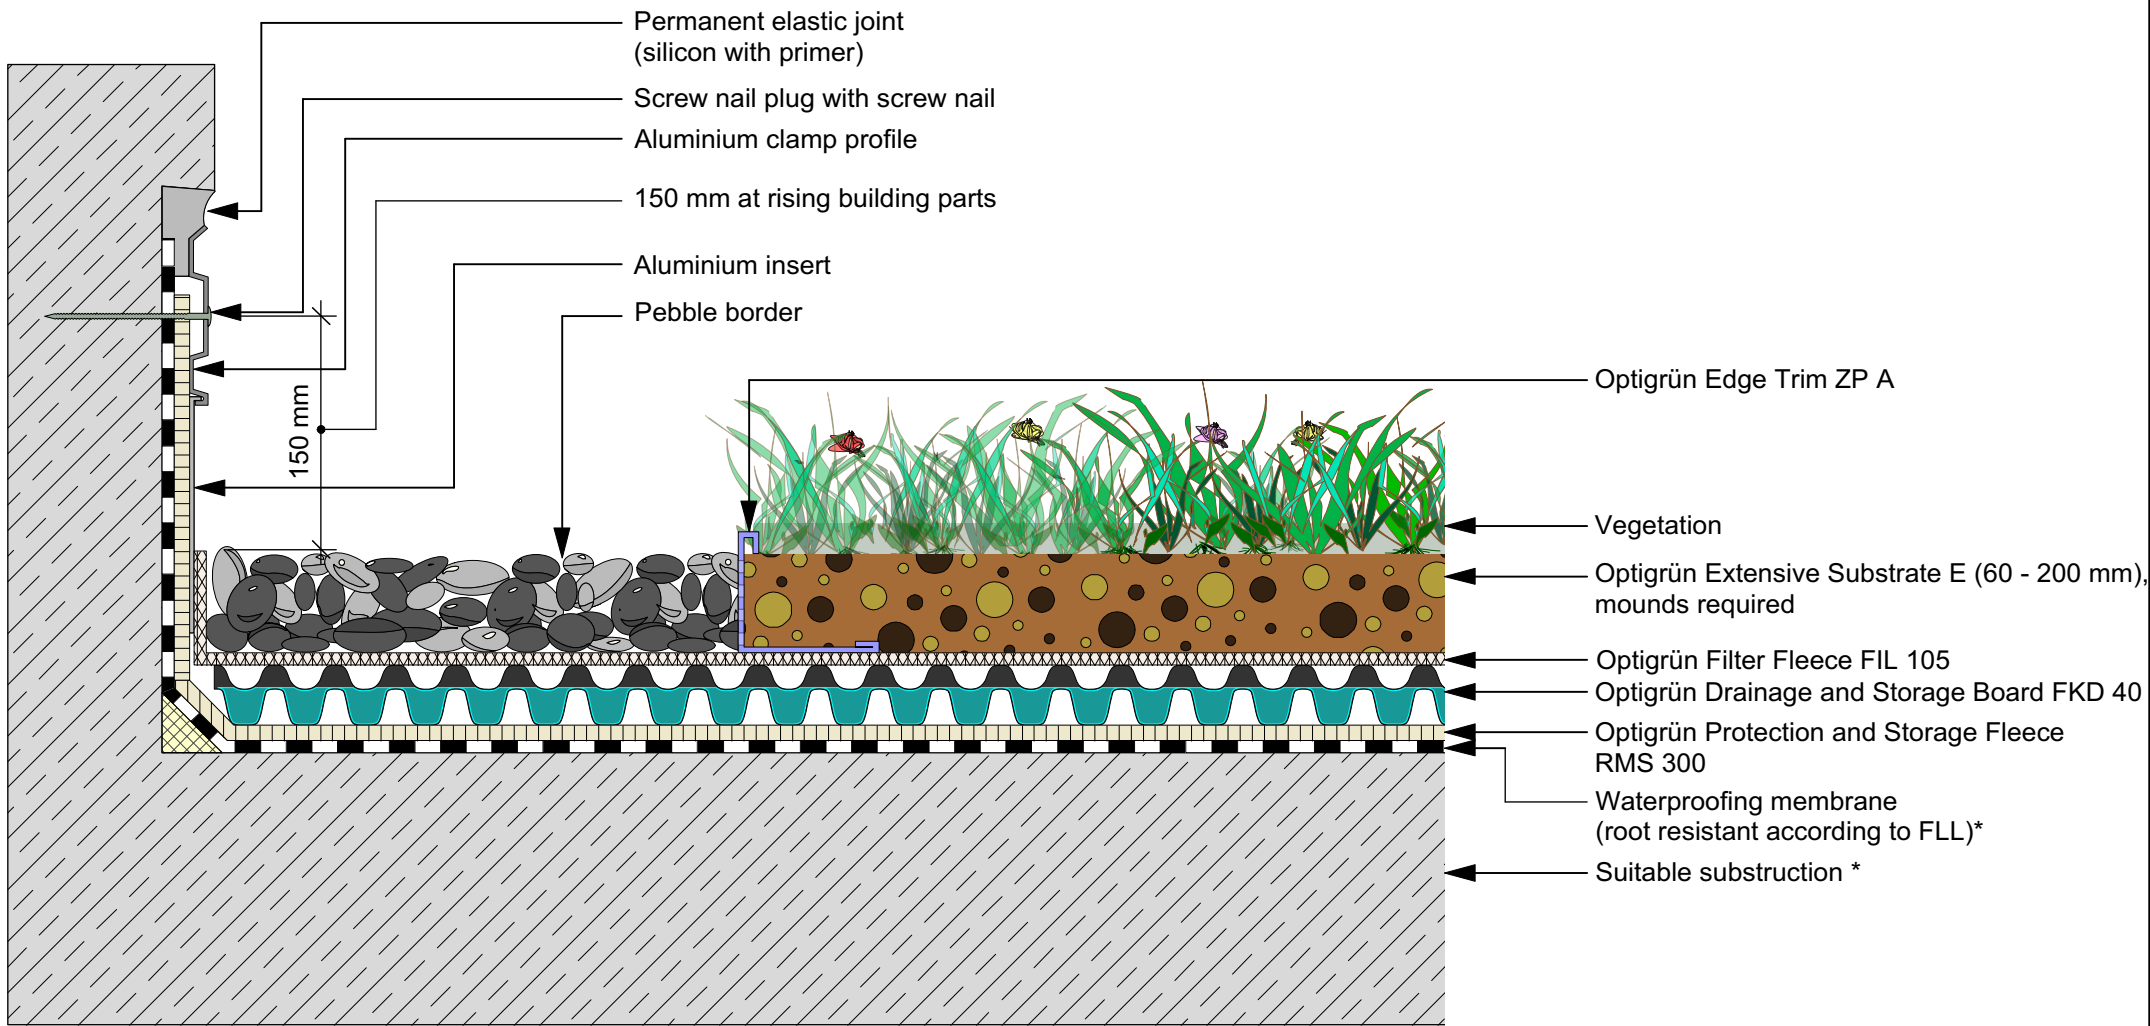 Permanent elastic joint
(silicon with primer)
Screw nail plug with screw nail
Aluminium clamp profile
150 mm at rising building parts
Aluminium insert
Pebble border
150 mm
Optigrün Edge Trim ZP A
Vegetation
Optigrün Extensive Substrate E (60 - 200 mm),
mounds required
Optigrün Filter Fleece FIL 105
Optigrün Drainage and Storage Board FKD 40
Optigrün Protection and Storage Fleece
RMS 300
Waterproofing membrane
(root resistant according to FLL)*
Suitable substruction *